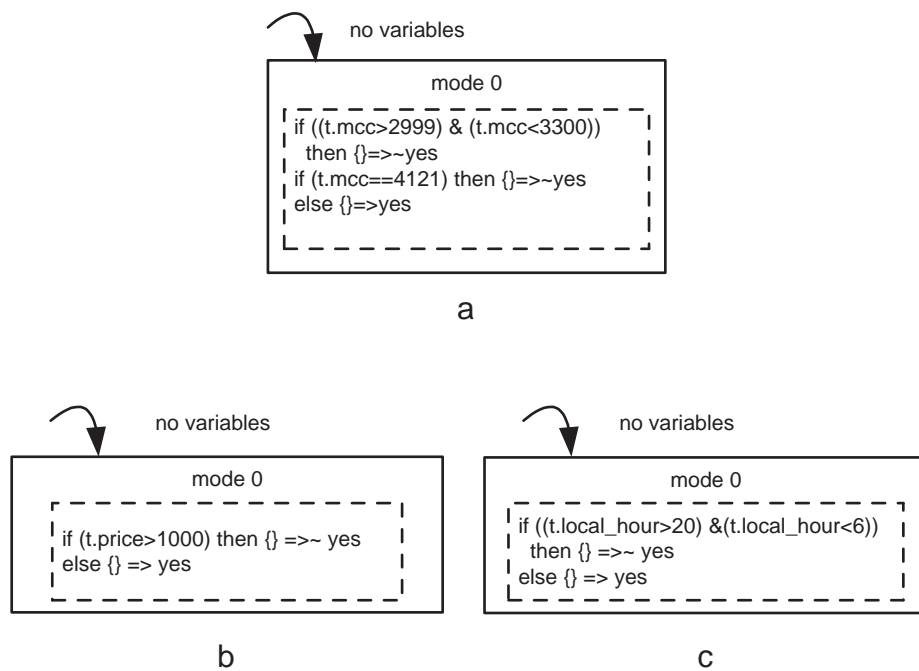 no variables
mode 0
if ((t.mcc>2999) & (t.mcc<3300))
then {}=>~yes
if (t.mcc==4121) then {}=>~yes
else {}=>yes
a
no variables
mode 0
if (t.price>1000) then {} =>~ yes
else {} => yes
b
no variables
mode 0
if ((t.local_hour>20) &(t.local_hour<6))
then {} =>~ yes
else {} => yes
c